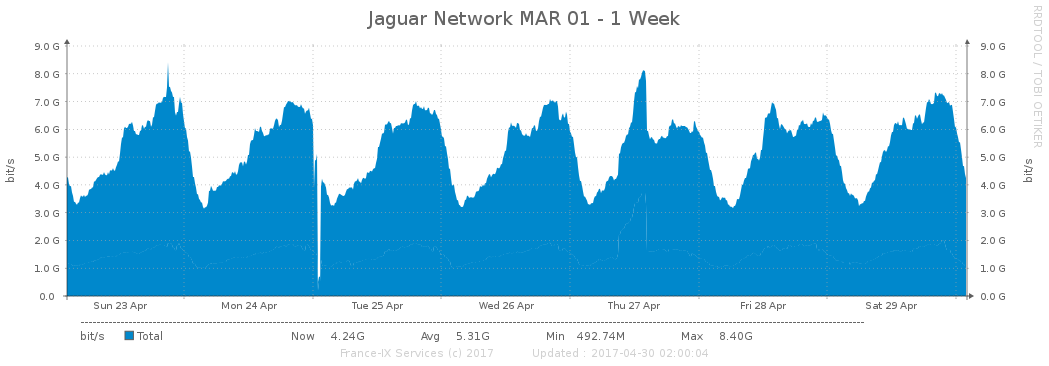 Jaguar Network MAR 01 - 1 Week
RRDTOOL / TOBI OETIKER
9.0 G 9.0 G
8.0 G 8.0 G
7.0 G 7.0 G
6.0 G 6.0 G
5.0 G 5.0 G
4.0 G 4.0 G
3.0 G 3.0 G
2.0 G 2.0 G
1.0 G 1.0 G
0.0 0.0 G
bit/s
bit/s
Sun 23 Apr Mon 24 Apr Tue 25 Apr Wed 26 Apr Thu 27 Apr Fri 28 Apr Sat 29 Apr
bit/s Total Now 4.24G Avg 5.31G Min 492.74M Max 8.40G
France-IX Services (c) 2017 Updated : 2017-04-30 02:00:04